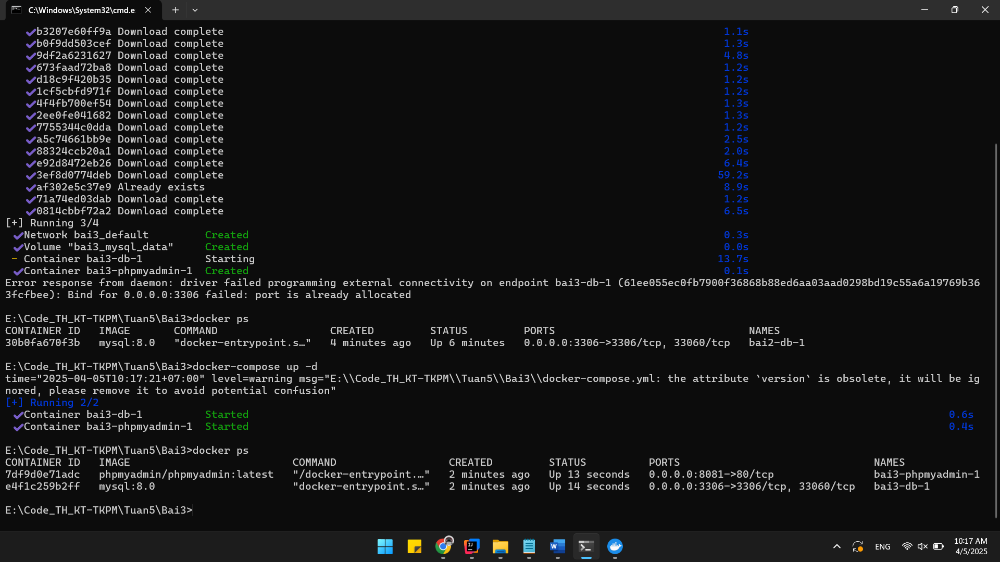 C:\Windows\System32\cmd.e
b3207e60ff9a Download complete 1.1s
b0f9dd503cef Download complete 1.3s
9df2a6231627 Download complete 4.8s
673faad72ba8 Download complete 1.2s
d18c9f420b35 Download complete 1.2s
1cf5cbfd971f Download complete 1.2s
4f4fb700ef54 Download complete 1.3s
2ee0fe041682 Download complete 1.3s
7755344c0dda Download complete 1.2s
a5c74661bb9e Download complete 2.5s
88324ccb20a1 Download complete 2.0s
e92d8472eb26 Download complete 6.4s
3ef8d0774deb Download complete 59.2s
af302e5c37e9 Already exists 8.9s
71a74ed03dab Download complete 1.2s
0814cbbf72a2 Download complete 6.5s
[+] Running 3/4
Network bai3_default Created 0.3s
Volume "bai3_mysql_data" Created 0.0s
- Container bai3-db-1 Starting 13.7s
Container bai3-phpmyadmin-1 Created 0.1s
Error response from daemon: driver failed programming external connectivity on endpoint bai3-db-1 (61ee055ec0fb7900f36868b88ed6aa03aad0298bd19c55a6a19769b36
3fcfbee): Bind for 0.0.0.0:3306 failed: port is already allocated
E:\Code_TH_KT-TKPM\Tuan5\Bai3>docker ps
CONTAINER ID IMAGE COMMAND CREATED STATUS PORTS NAMES
30b0fa670f3b mysql:8.0 "docker-entrypoint.s…" 4 minutes ago Up 6 minutes 0.0.0.0:3306->3306/tcp, 33060/tcp bai2-db-1
E:\Code_TH_KT-TKPM\Tuan5\Bai3>docker-compose up -d
time="2025-04-05T10:17:21+07:00" level=warning msg="E:\\Code_TH_KT-TKPM\\Tuan5\\Bai3\\docker-compose.yml: the attribute `version` is obsolete, it will be ig
nored, please remove it to avoid potential confusion"
[+] Running 2/2
Container bai3-db-1 Started 0.6s
Container bai3-phpmyadmin-1 Started 0.4s
E:\Code_TH_KT-TKPM\Tuan5\Bai3>docker ps
CONTAINER ID IMAGE COMMAND CREATED STATUS PORTS NAMES
7df9d0e71adc phpmyadmin/phpmyadmin:latest "/docker-entrypoint.…" 2 minutes ago Up 13 seconds 0.0.0.0:8081->80/tcp bai3-phpmyadmin-1
e4f1c259b2ff mysql:8.0 "docker-entrypoint.s…" 2 minutes ago Up 14 seconds 0.0.0.0:3306->3306/tcp, 33060/tcp bai3-db-1
E:\Code_TH_KT-TKPM\Tuan5\Bai3>
ENG
10:17 AM
4/5/2025